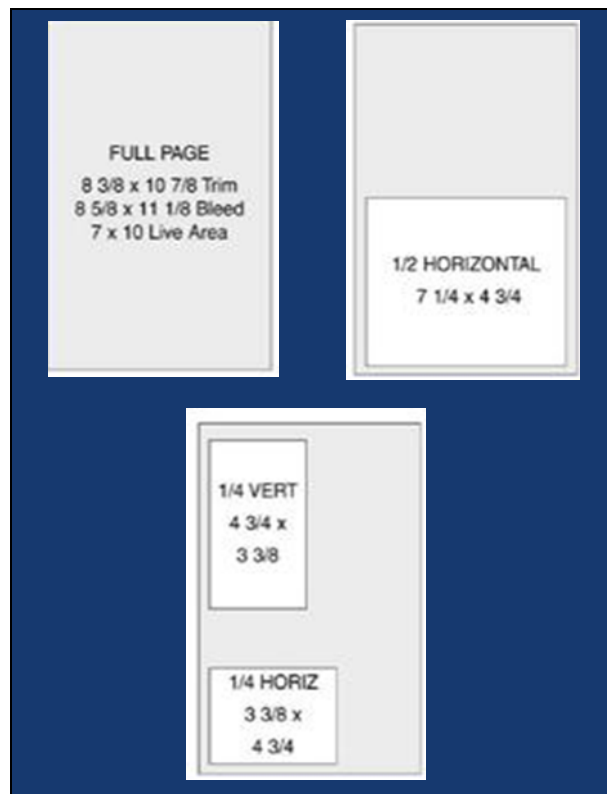 FULL PAGE
8 3/8 x 10 7/8 Trim
8 5/8 x 11 1/8 Bleed
7 x 10 Live Area
1/2 HORIZONTAL
7 1/4 x 4 3/4
1/4 VERT
4 3/4 x
3 3/8
1/4 HORIZ
3 3/8 x
4 3/4